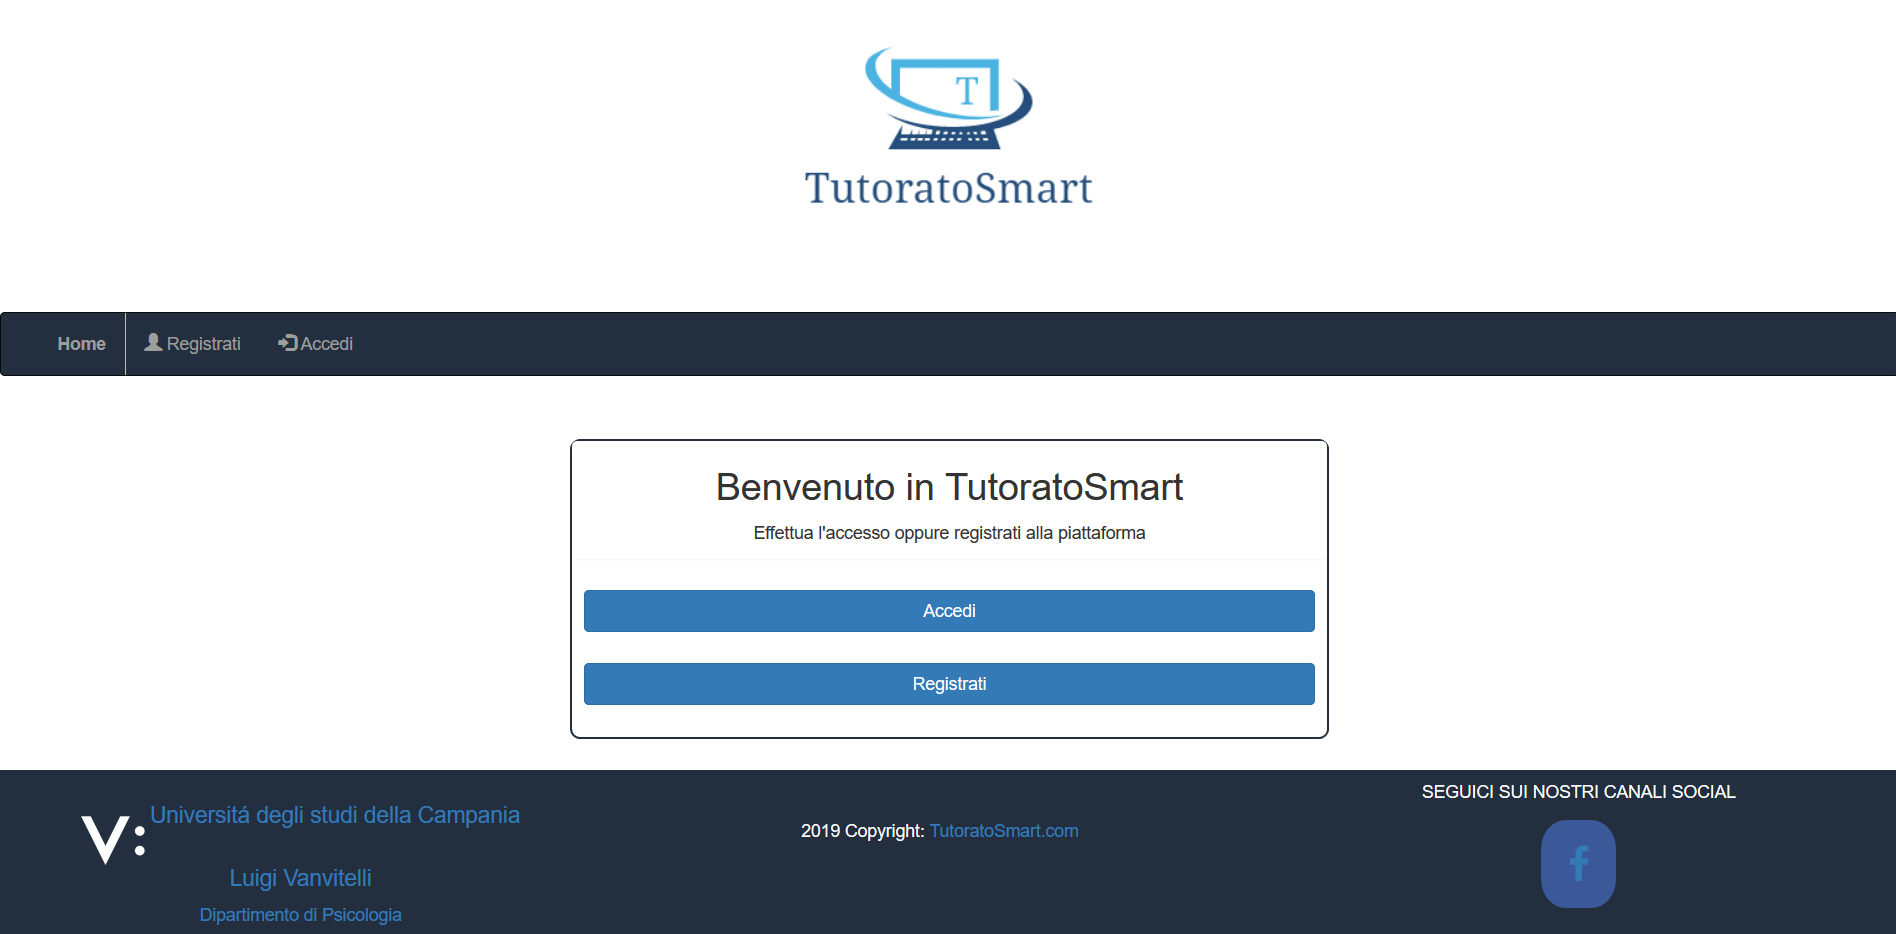 T
TutoratoSmart
Home Registrati Accedi
Benvenuto in TutoratoSmart
Effettua l'accesso oppure registrati alla piattaforma
Accedi
Registrati
V: Universitá degli studi della Campania
Luigi Vanvitelli
Dipartimento di Psicologia
2019 Copyright: TutoratoSmart.com
SEGUICI SUI NOSTRI CANALI SOCIAL
f